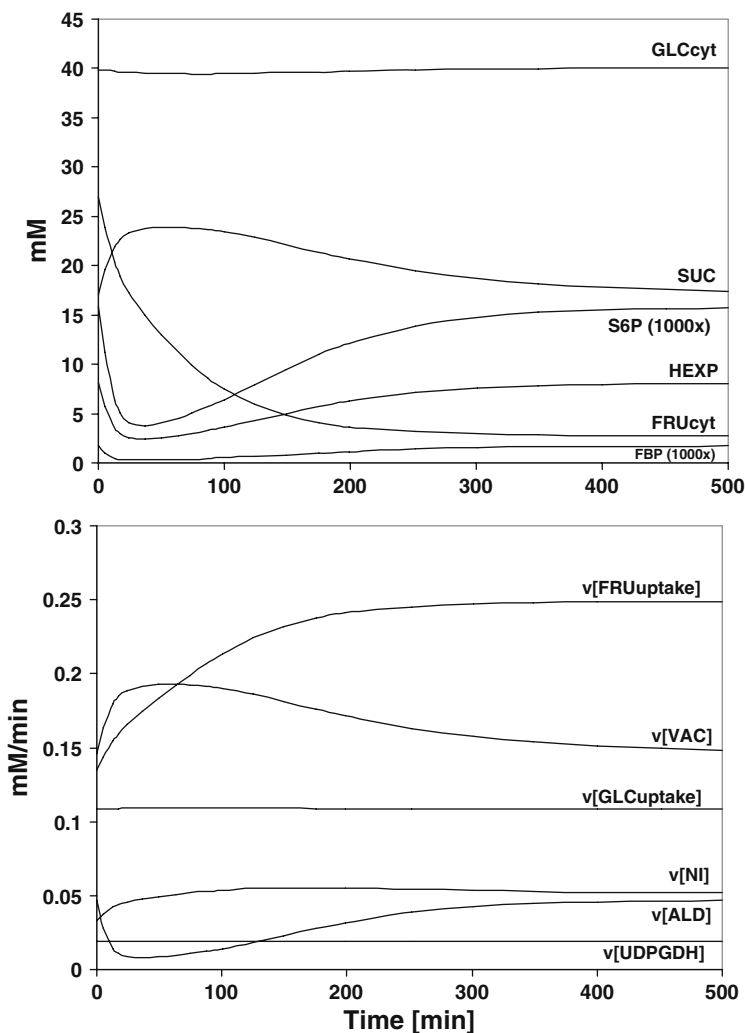 45
40
35
30
25
20
15
10
5
0
mM
GLCcyt
SUC
S6P (1000x)
HEXP
FRUcyt
FBP (1000x)
0 100 200 300 400 500
0.3
0.25
0.2
0.15
0.1
0.05
0
mM/min
v[FRUuptake]
v[VAC]
v[GLCuptake]
v[NI]
v[ALD]
v[UDPGDH]
0 100 200 300 400 500
Time [min]